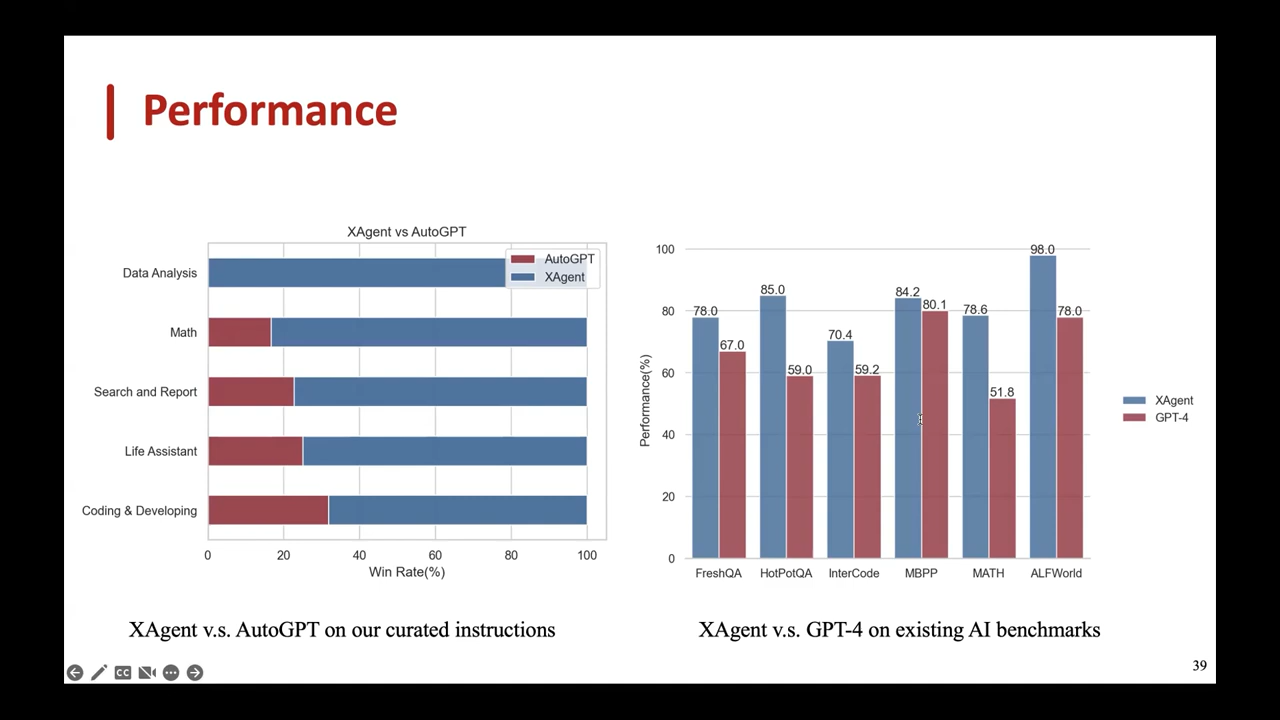 Performance
XAgent vs AutoGPT
AutoGPT
XAgent
Data Analysis
Math
Search and Report
Life Assistant
Coding & Developing
0 20 40 60 80 100
Win Rate(%)
XAgent v.s. AutoGPT on our curated instructions
Performance(%)
100
80
60
40
20
0
78.0 67.0 85.0 59.0 70.4 59.2 84.2 80.1 78.6 51.8 98.0 78.0
FreshQA HotPotQA InterCode MBPP MATH ALFWorld
XAgent
GPT-4
XAgent v.s. GPT-4 on existing AI benchmarks
39
CC